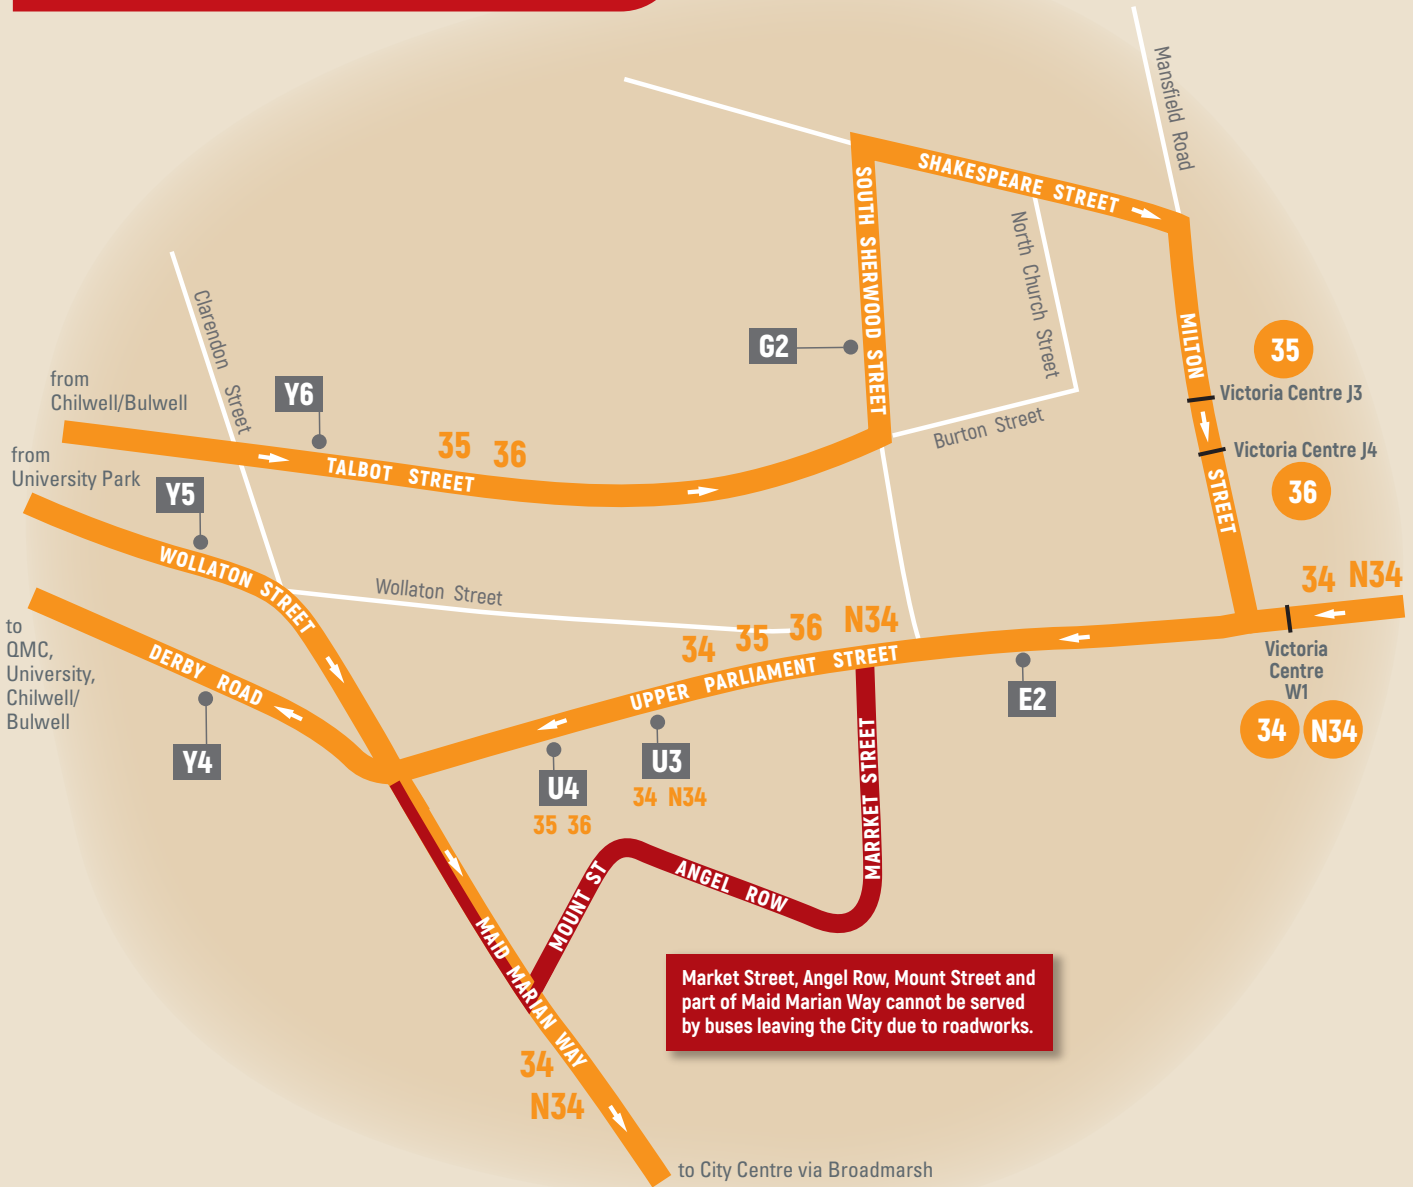 Mansfield Road
SHAKESPEARE STREET
SOUTH SHERWOOD STREET
North Church Street
Clarendon Street
MILTON
STREET
35
Victoria Centre J3
G2
from
Chilwell/Bulwell
Y6
Burton Street
35 36
TALBOT STREET
Victoria Centre J4
36
from
University Park
Y5
WOLLATON STREET
Wollaton Street
34 N34
34 35 36 N34
UPPER PARLIAMENT STREET
to
QMC,
University,
Chilwell/
Bulwell
DERBY ROAD
Victoria
Centre
W1
34 N34
E2
Y4
U3
34 N34
U4
35 36
MARRKET STREET
ANGEL ROW
MOUNT ST
MAID MARIAN WAY
Market Street, Angel Row, Mount Street and
part of Maid Marian Way cannot be served
by buses leaving the City due to roadworks.
34
N34
to City Centre via Broadmarsh